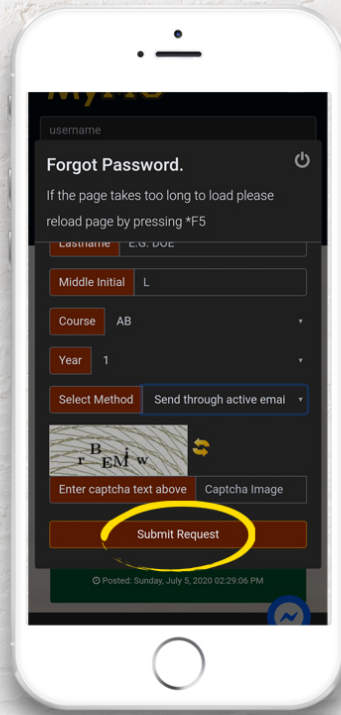 username
Forgot Password.
If the page takes too long to load please
reload page by pressing *F5
Lastname E.G. DOE
Middle Initial L
Course AB
Year 1
Select Method Send through active emai
r B EM w
Enter captcha text above Captcha Image
Submit Request
Posted: Sunday, July 5, 2020 02:29:06 PM